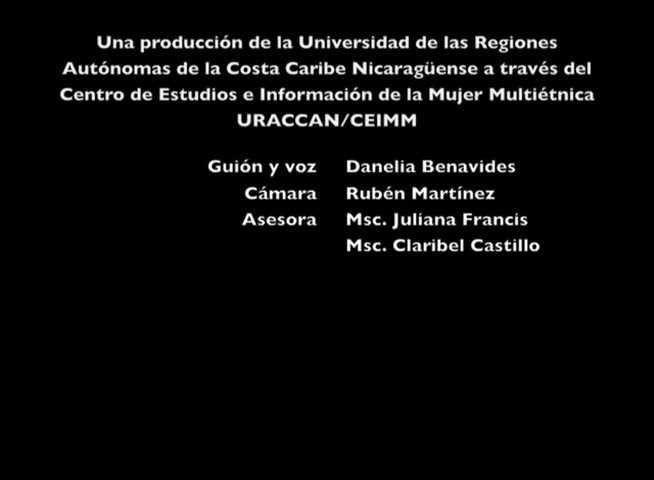 Una producción de la Universidad de las Regiones
Autónomas de la Costa Caribe Nicaragüense a través del
Centro de Estudios e Información de la Mujer Multiétnica
URACCAN/CEIMM
Guión y voz Danelia Benavides
Cámara Rubén Martínez
Asesora Msc. Juliana Francis
Msc. Claribel Castillo